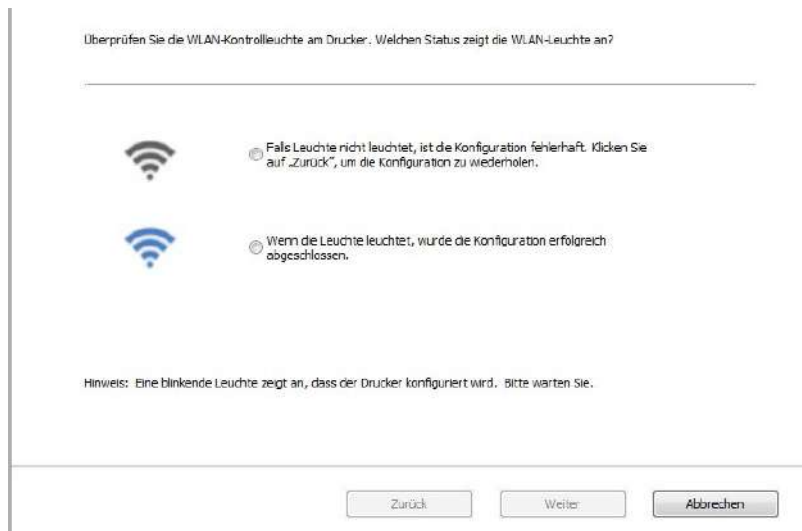 Überprüfen Sie die WLAN-Kontrollleuchte am Drucker. Welchen Status zeigt die WLAN-Leuchte an?
Falls Leuchte nicht leuchtet, ist die Konfiguration fehlerhaft. Klicken Sie
auf „Zurück", um die Konfiguration zu wiederholen.
Wenn die Leuchte leuchtet, wurde die Konfiguration erfolgreich
abgeschlossen.
Hinweis: Eine blinkende Leuchte zeigt an, dass der Drucker konfiguriert wird. Bitte warten Sie.
Zurück
Weiter
Abbrechen